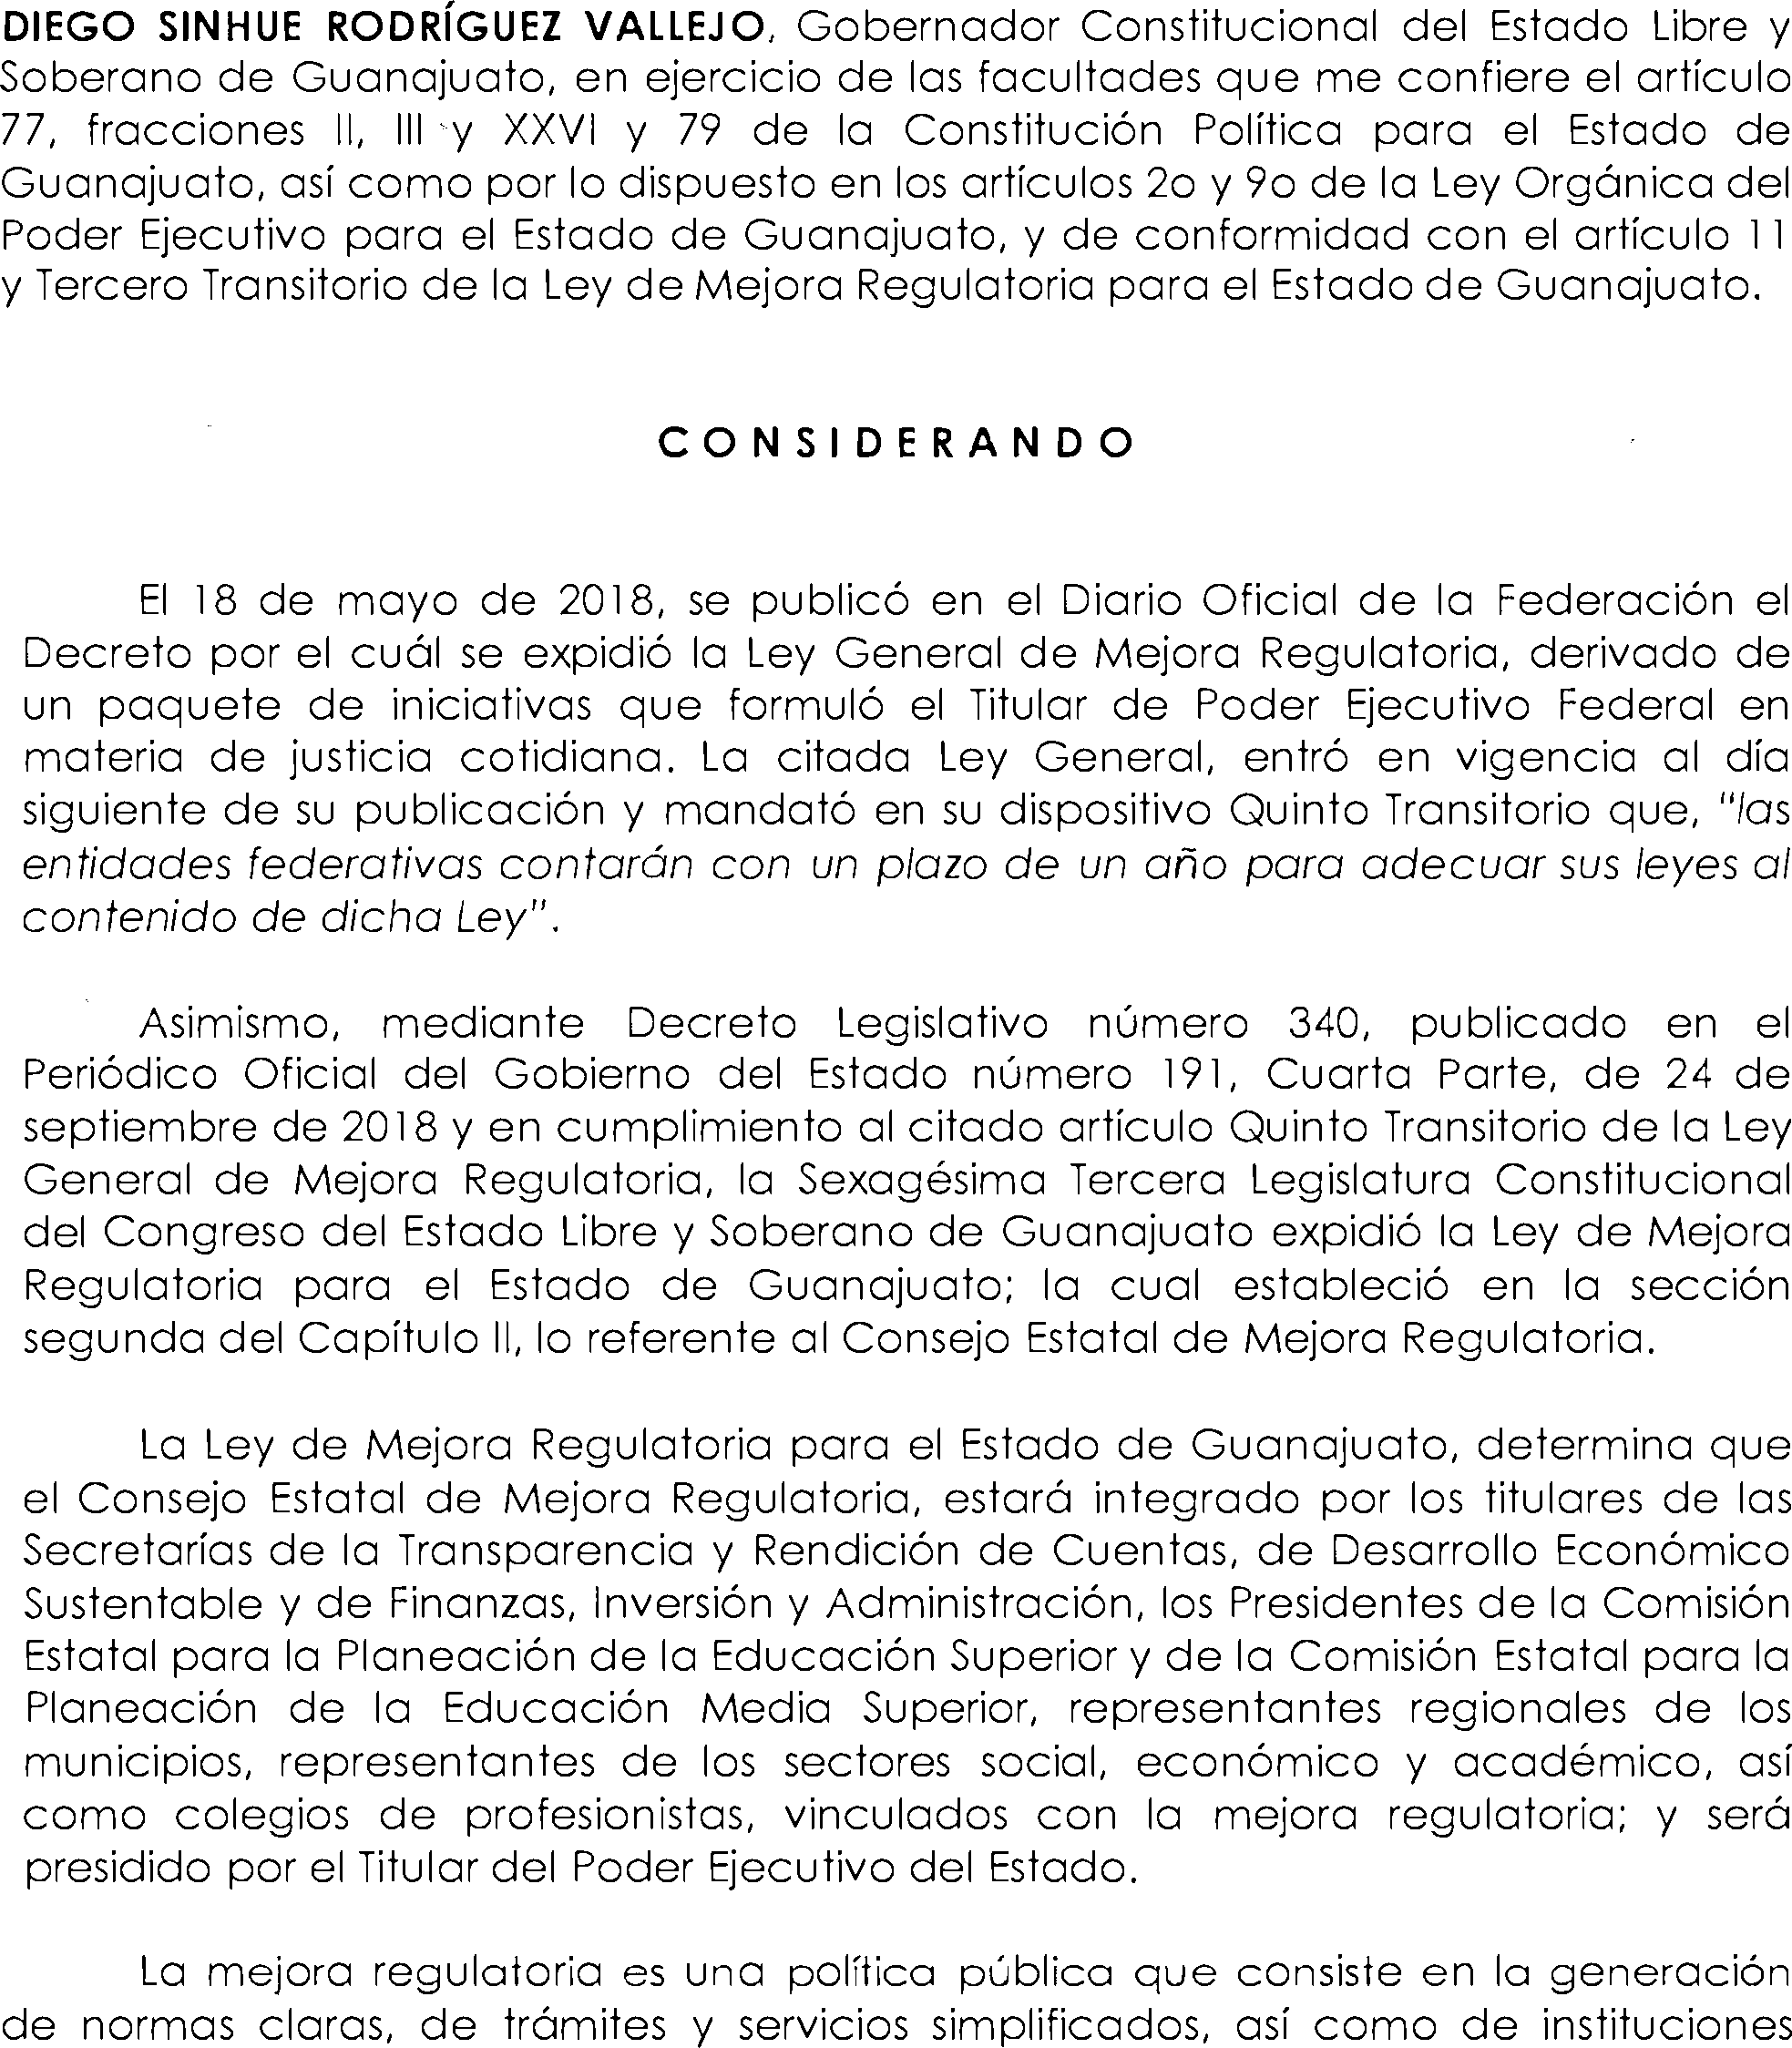 DIEGO SINHUE RODRÍGUEZ VALLEJO, Gobernador Constitucional del Estado Libre y
Soberano de Guanajuato, en ejercicio de las facultades que me confiere el artículo
77, fracciones II, III y XXVI y 79 de la Constitución Política para el Estado de
Guanajuato, así como por lo dispuesto en los artículos 2o y 9o de la Ley Orgánica del
Poder Ejecutivo para el Estado de Guanajuato, y de conformidad con el artículo 11
y Tercero Transitorio de la Ley de Mejora Regulatoria para el Estado de Guanajuato.
C O N S I D E R A N D O
El 18 de mayo de 2018, se publicó en el Diario Oficial de la Federación el
Decreto por el cuál se expidió la Ley General de Mejora Regulatoria, derivado de
un paquete de iniciativas que formuló el Titular de Poder Ejecutivo Federal en
materia de justicia cotidiana. La citada Ley General, entró en vigencia al día
siguiente de su publicación y mandató en su dispositivo Quinto Transitorio que, "las
entidades federativas contarán con un plazo de un año para adecuar sus leyes al
contenido de dicha Ley".
Asimismo, mediante Decreto Legislativo número 340, publicado en el
Periódico Oficial del Gobierno del Estado número 191, Cuarta Parte, de 24 de
septiembre de 2018 y en cumplimiento al citado artículo Quinto Transitorio de la Ley
General de Mejora Regulatoria, la Sexagésima Tercera Legislatura Constitucional
del Congreso del Estado Libre y Soberano de Guanajuato expidió la Ley de Mejora
Regulatoria para el Estado de Guanajuato; la cual estableció en la sección
segunda del Capítulo II, lo referente al Consejo Estatal de Mejora Regulatoria.
La Ley de Mejora Regulatoria para el Estado de Guanajuato, determina que
el Consejo Estatal de Mejora Regulatoria, estará integrado por los titulares de las
Secretarías de la Transparencia y Rendición de Cuentas, de Desarrollo Económico
Sustentable y de Finanzas, Inversión y Administración, los Presidentes de la Comisión
Estatal para la Planeación de la Educación Superior y de la Comisión Estatal para la
Planeación de la Educación Media Superior, representantes regionales de los
municipios, representantes de los sectores social, económico y académico, así
como colegios de profesionistas, vinculados con la mejora regulatoria; y será
presidido por el Titular del Poder Ejecutivo del Estado.
La mejora regulatoria es una política pública que consiste en la generación
de normas claras, de trámites y servicios simplificados, así como de instituciones